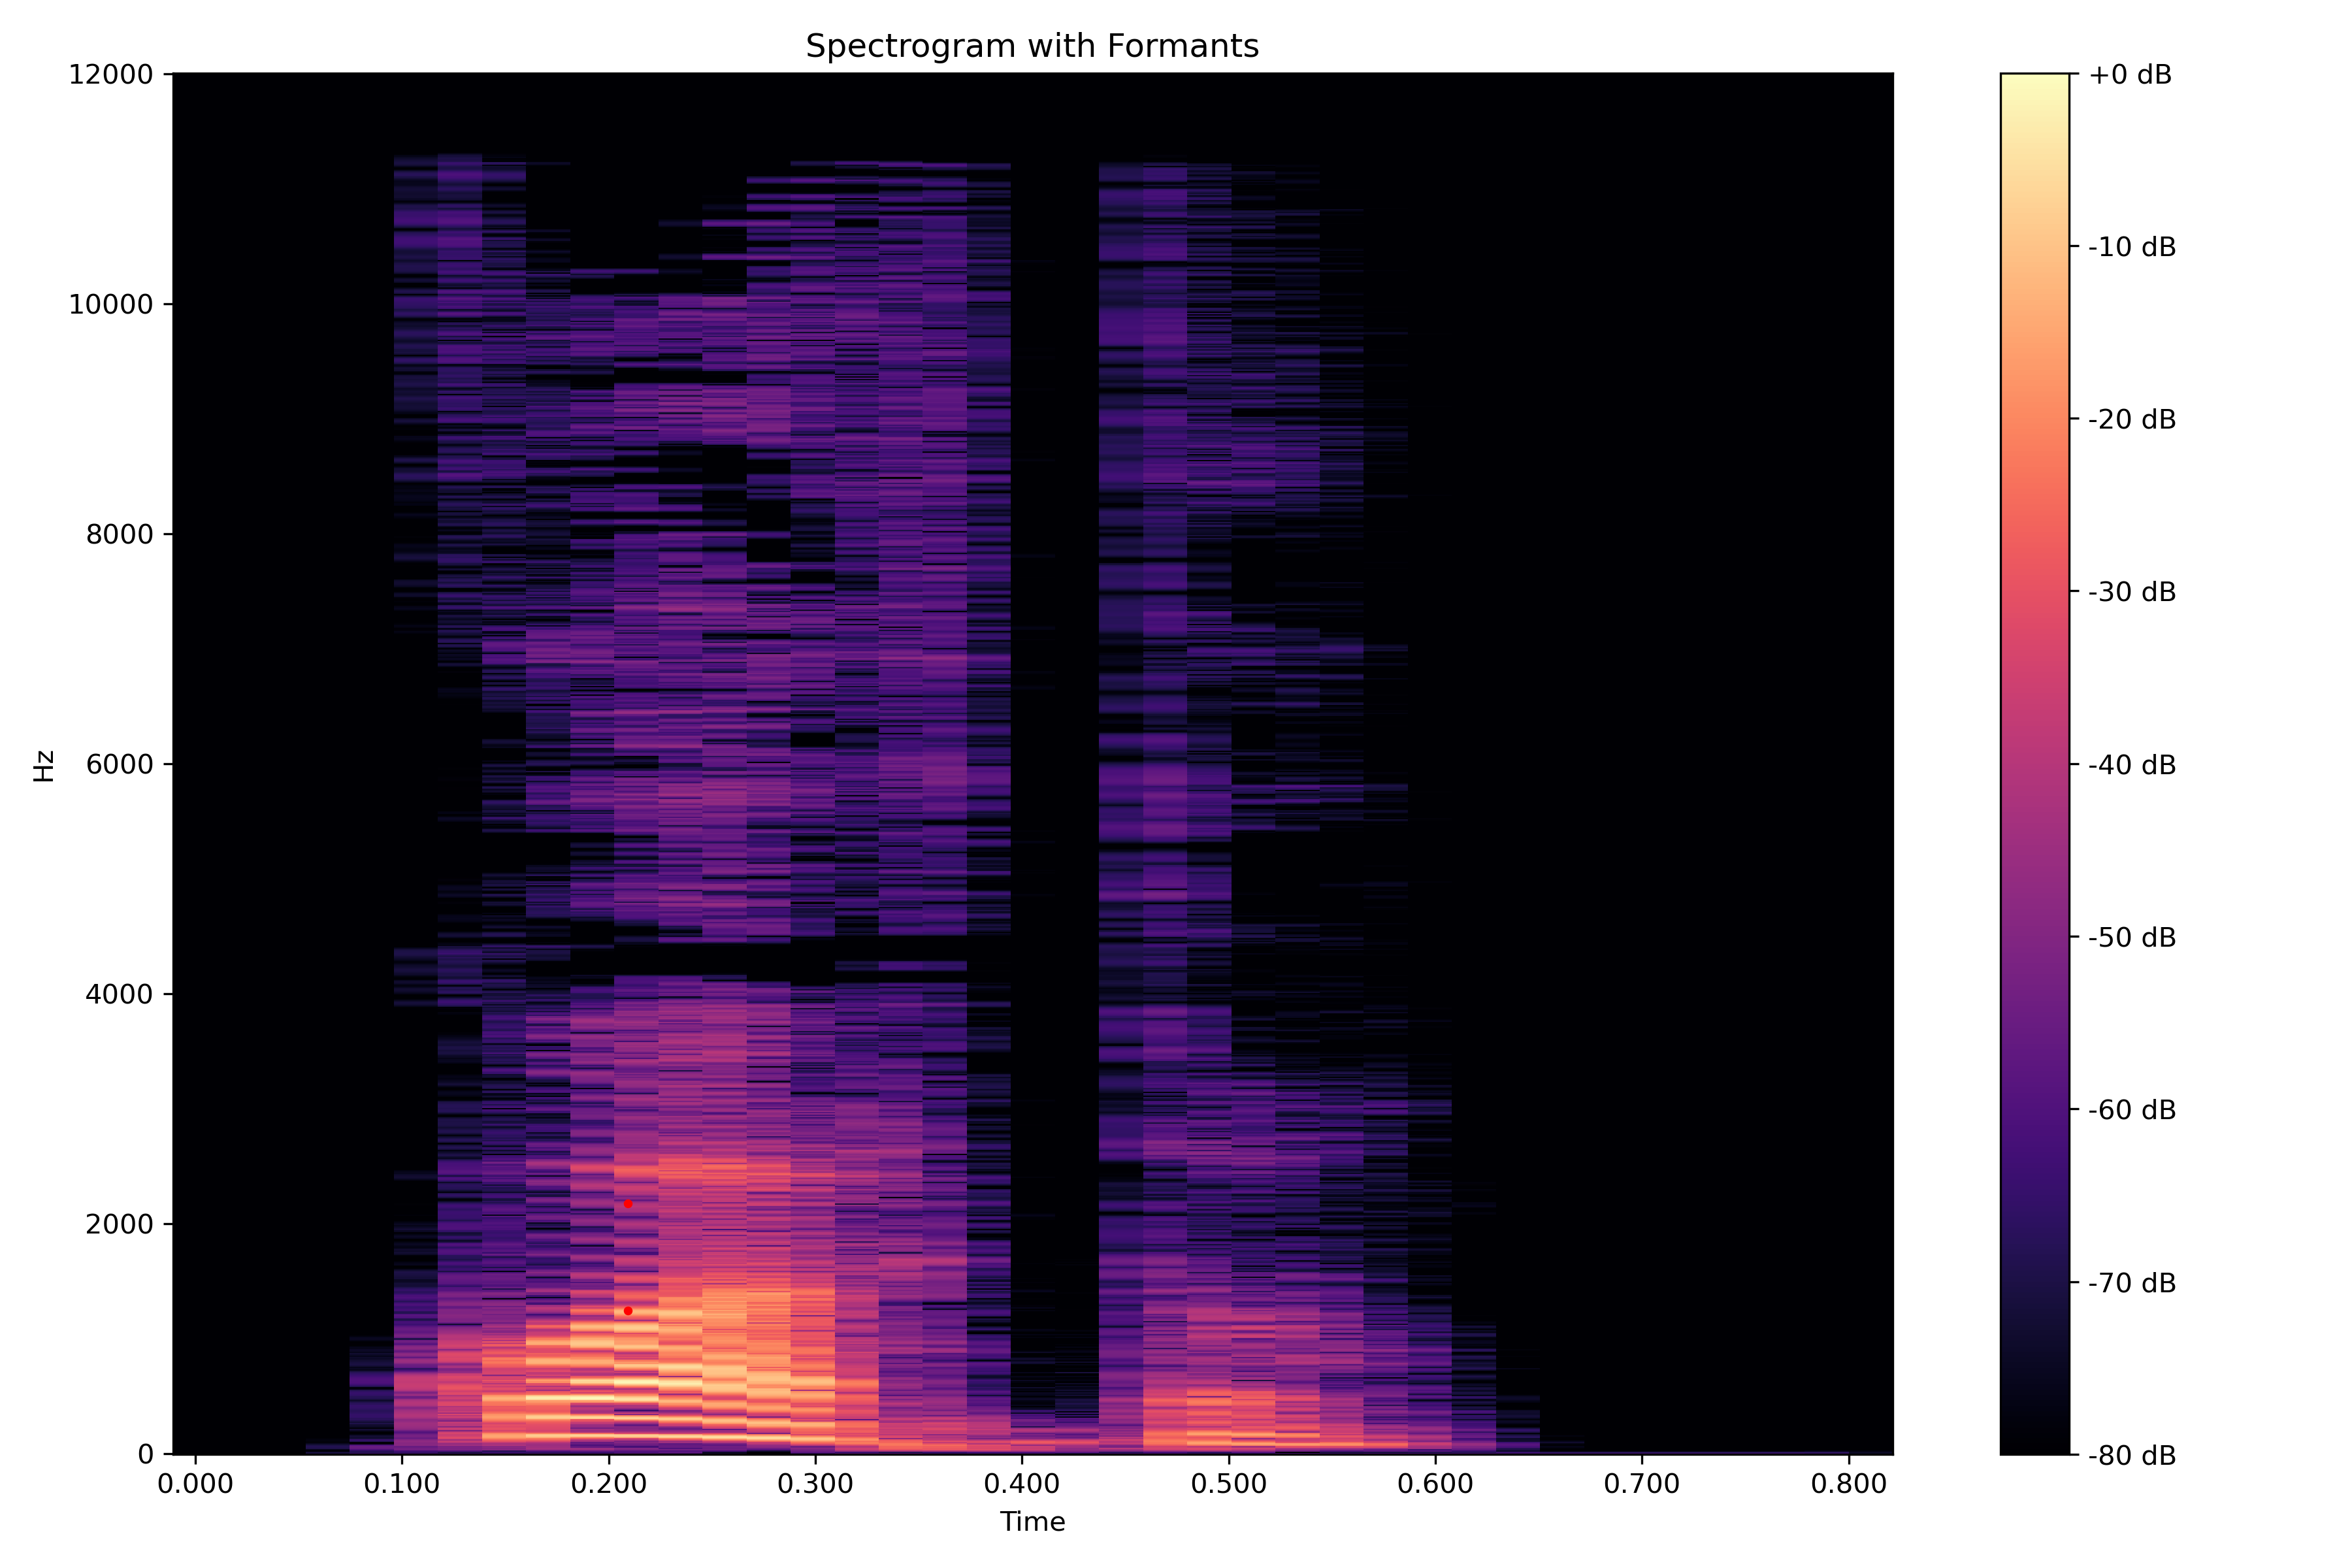 Spectrogram with Formants
12000
10000
8000
6000
4000
2000
0
Hz
0.000 0.100 0.200 0.300 0.400 0.500 0.600 0.700 0.800
Time
+0 dB
-10 dB
-20 dB
-30 dB
-40 dB
-50 dB
-60 dB
-70 dB
-80 dB